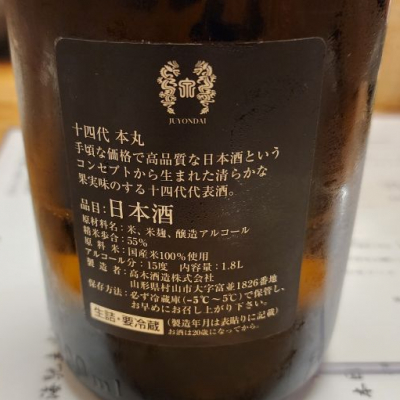 JUYONDAI
十四代 本丸
手頃な価格で高品質な日本酒という
コンセプトから生まれた清らかな
果実味のする十四代代表酒。
品目:日本酒
原材料名:米、米麹、醸造アルコール
精米歩合:55%
原料米:国産米100%使用
アルコール分:15度 内容量:1.8L
製造者:高木酒造株式会社
山形県村山市大字富並1826番地
保存方法:必ず冷蔵庫(−5℃〜5℃)で保管し、
お早めにお召し上がり下さい。
生詰・要冷蔵 (製造年月は表貼りに記載)
お酒は20歳になってから。